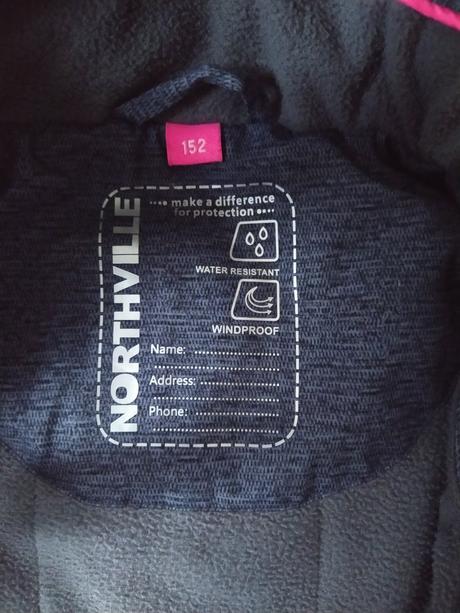 152
make a difference
for protection
NORTHVILLE
WATER RESISTANT
WINDPROOF
Name:
Address:
Phone: